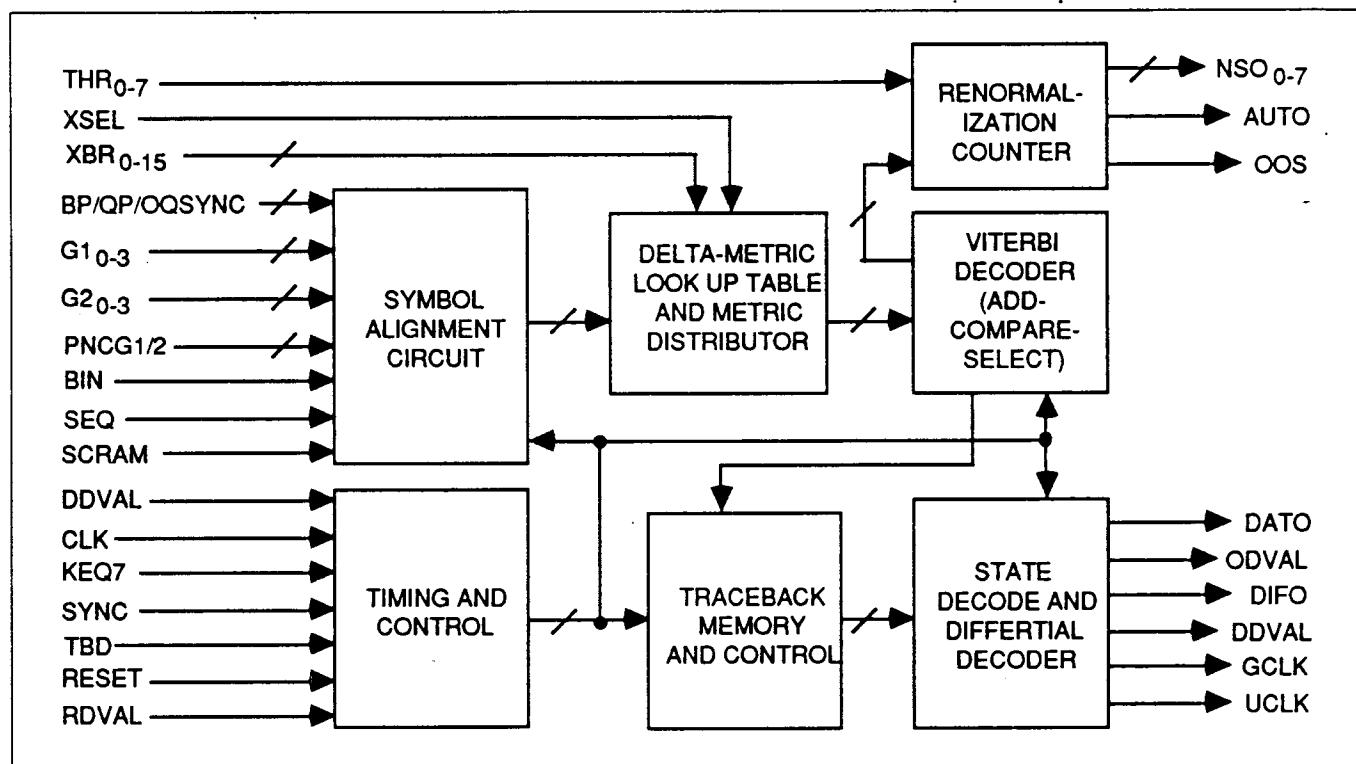 THR0-7
XSEL
XBR0-15
BP/QP/OQSYNC
G10-3
G20-3
PNCG1/2
BIN
SEQ
SCRAM
DDVAL
CLK
KEQ7
SYNC
TBD
RESET
RDVAL
SYMBOL
ALIGNMENT
CIRCUIT
TIMING AND
CONTROL
DELTA-METRIC
LOOK UP TABLE
AND METRIC
DISTRIBUTOR
TRACEBACK
MEMORY
AND CONTROL
RENORMAL-
IZATION
COUNTER
VITERBI
DECODER
(ADD-
COMPARE-
SELECT)
STATE
DECODE AND
DIFFERTIAL
DECODER
NSO0-7
AUTO
OOS
DATO
ODVAL
DIFO
DDVAL
GCLK
UCLK